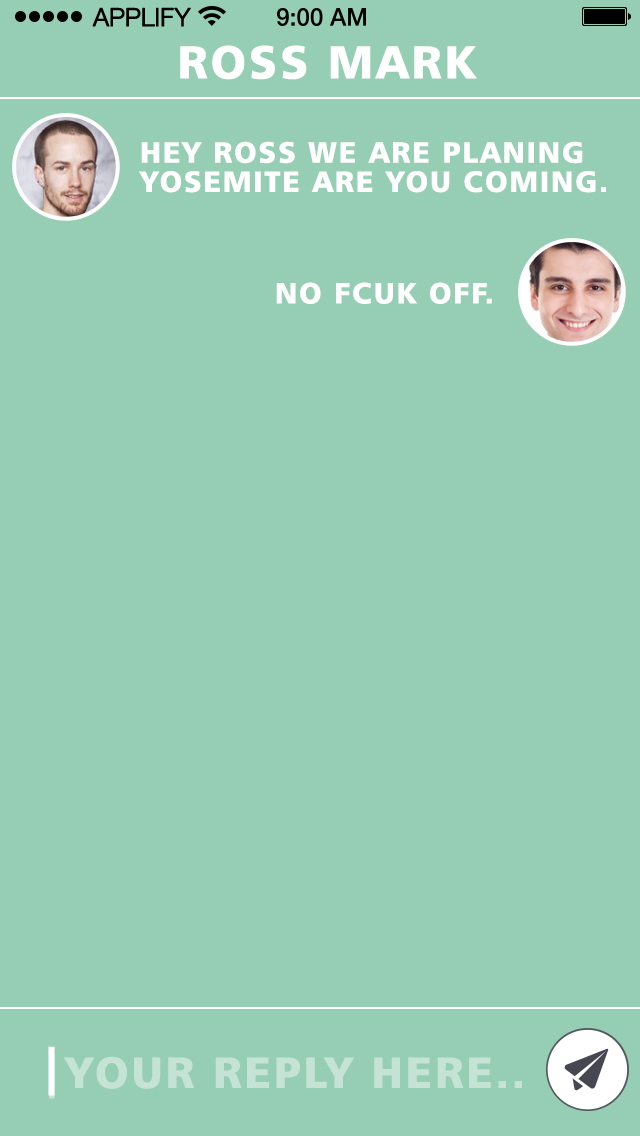 APPLIFY 9:00 AM
ROSS MARK
HEY ROSS WE ARE PLANING
YOSEMITE ARE YOU COMING.
NO FCUK OFF.
YOUR REPLY HERE..